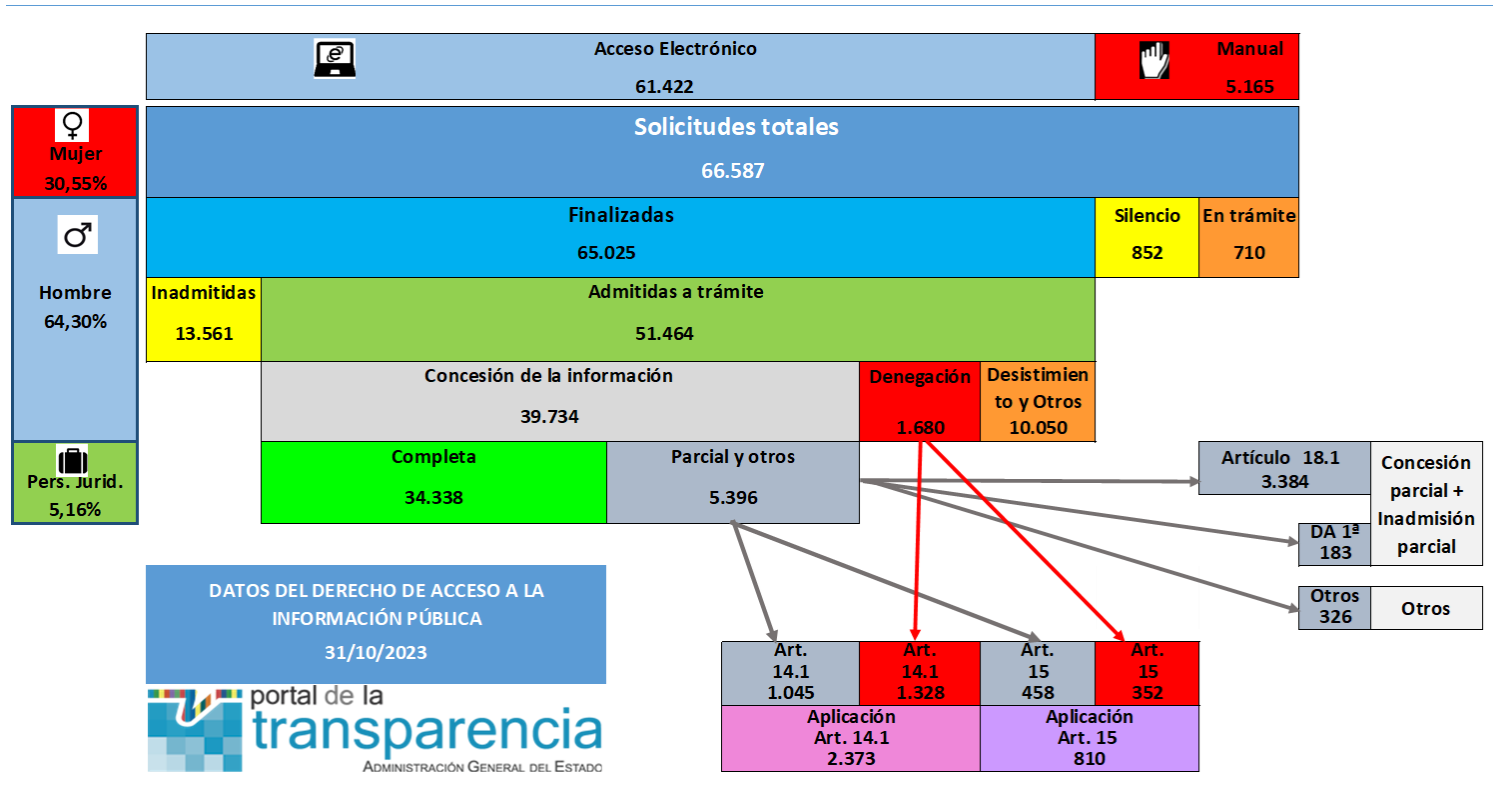 Acceso Electrónico
61.422
Manual
5.165
Mujer
30,55%
Solicitudes totales
66.587
Hombre
64,30%
Finalizadas
65.025
Silencio
852
En trámite
710
Inadmitidas
13.561
Admitidas a trámite
51.464
Concesión de la información
39.734
Denegación
1.680
Desistimien
to y Otros
10.050
Pers. Jurid.
5,16%
Completa
34.338
Parcial y otros
5.396
Artículo 18.1
3.384
Concesión
parcial +
Inadmisión
parcial
DA 1ª
183
Otros
326
Otros
DATOS DEL DERECHO DE ACCESO A LA
INFORMACIÓN PÚBLICA
31/10/2023
Art.
14.1
1.045
Art.
14.1
1.328
Art.
15
458
Art.
15
352
Aplicación
Art. 14.1
2.373
Aplicación
Art. 15
810
portal de la
transparencia
ADMINISTRACIÓN GENERAL DEL ESTADO